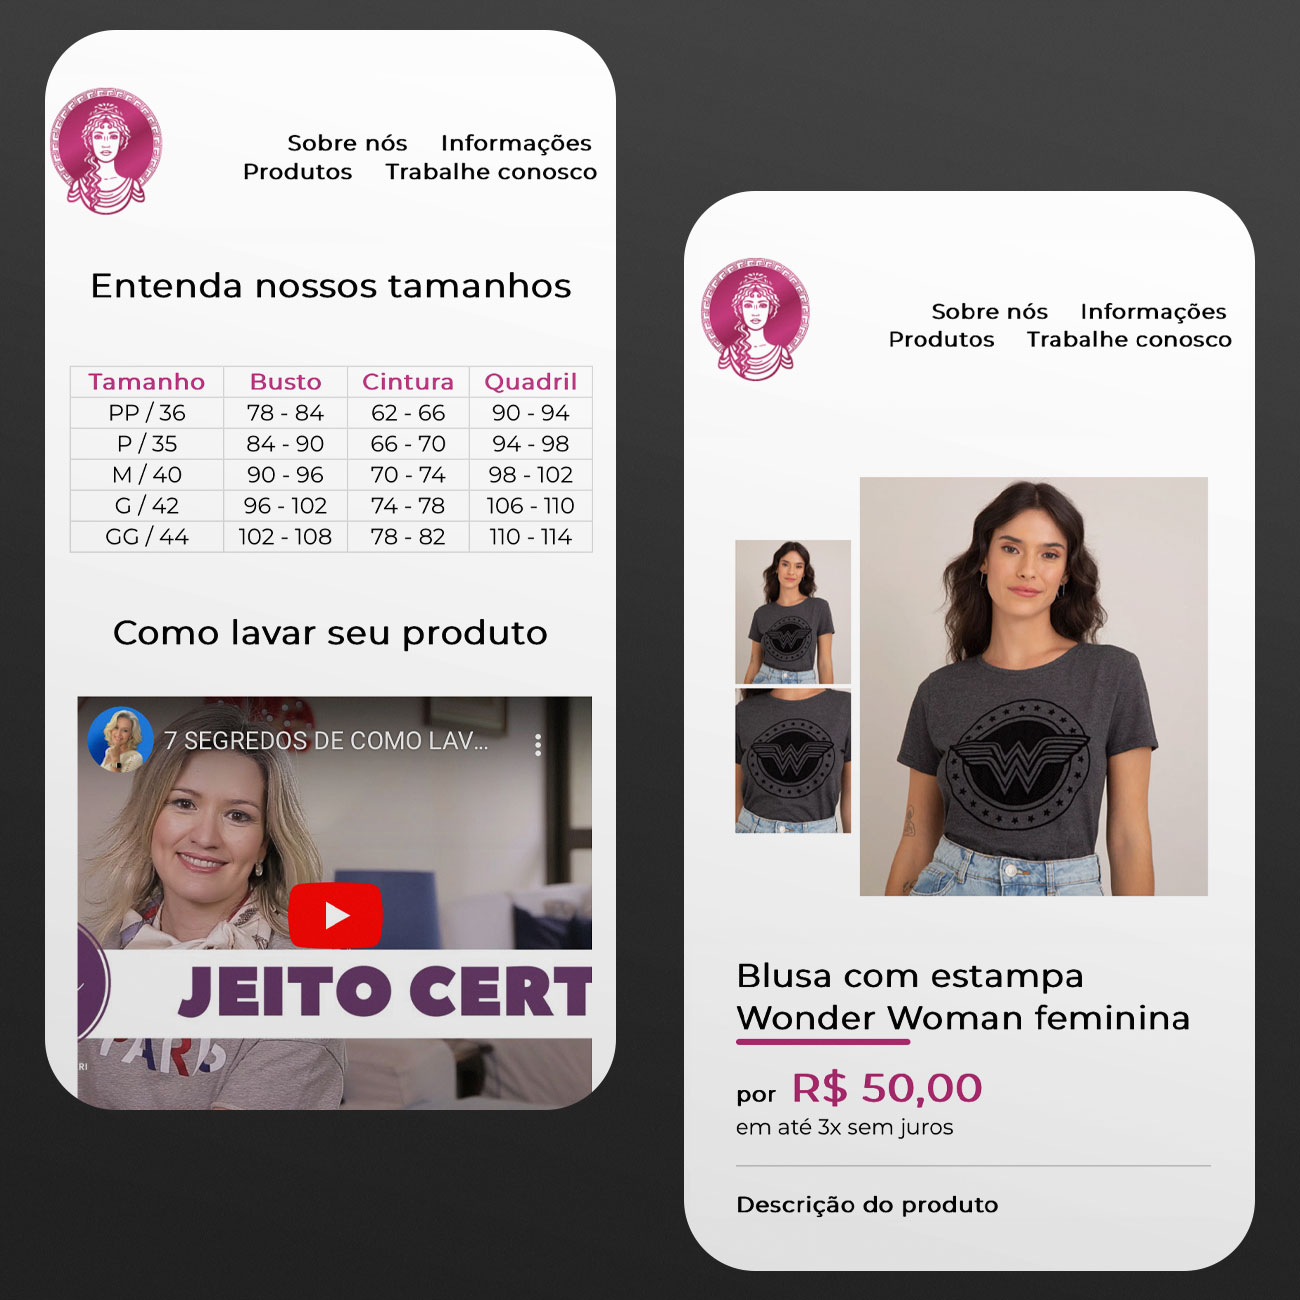 Sobre nós Informações
Produtos Trabalhe conosco
Entenda nossos tamanhos
Tamanho Busto Cintura Quadril
PP / 36 78 - 84 62 - 66 90 - 94
P / 35 84 - 90 66 - 70 94 - 98
M / 40 90 - 96 70 - 74 98 - 102
G / 42 96 - 102 74 - 78 106 - 110
GG / 44 102 - 108 78 - 82 110 - 114
Como lavar seu produto
7 SEGREDOS DE COMO LAV...
JEITO CERT
RI
Sobre nós Informações
Produtos Trabalhe conosco
W
W
W
Blusa com estampa
Wonder Woman feminina
por R$ 50,00
em até 3x sem juros
Descrição do produto